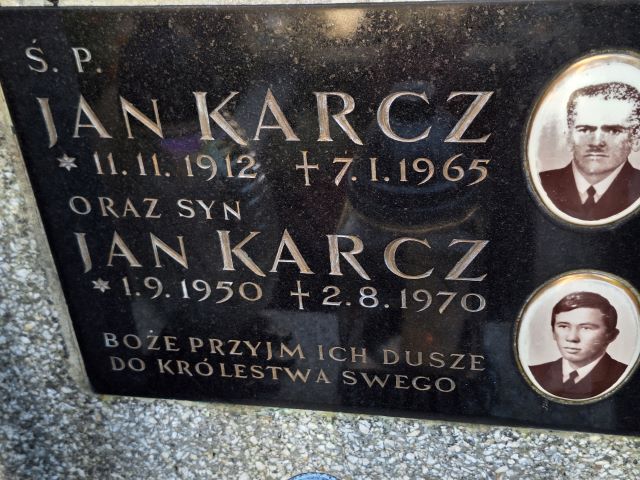 Ś. P.
JAN KARCZ
* 11. 11. 1912 + 7. I. 1965
ORAZ SYN
JAN KARCZ
* 1. 9. 1950 + 2. 8. 1970
BOŻE PRZYJM ICH DUSZE
DO KRÓLESTWA SWEGO